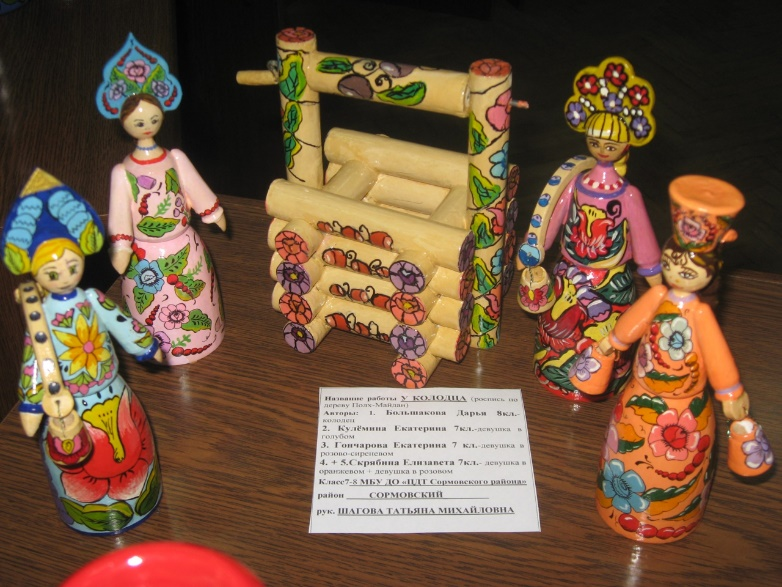 Название работы У КОЛОДЦА (роспись по
дереву Полх-Майдан)
Авторы: 1. Большакова Дарья 8кл.-
колодец
2. Кулёмина Екатерина 7кл.-девушка в
голубом
3. Гончарова Екатерина 7 кл.-девушка в
розово-сиреневом
4. + 5.Скрябина Елизавета 7кл.- девушка в
оранжевом + девушка в розовом
Класс7-8 МБУ ДО «ЦДТ Сормовского района»
район СОРМОВСКИЙ
рук. ШАГОВА ТАТЬЯНА МИХАЙЛОВНА